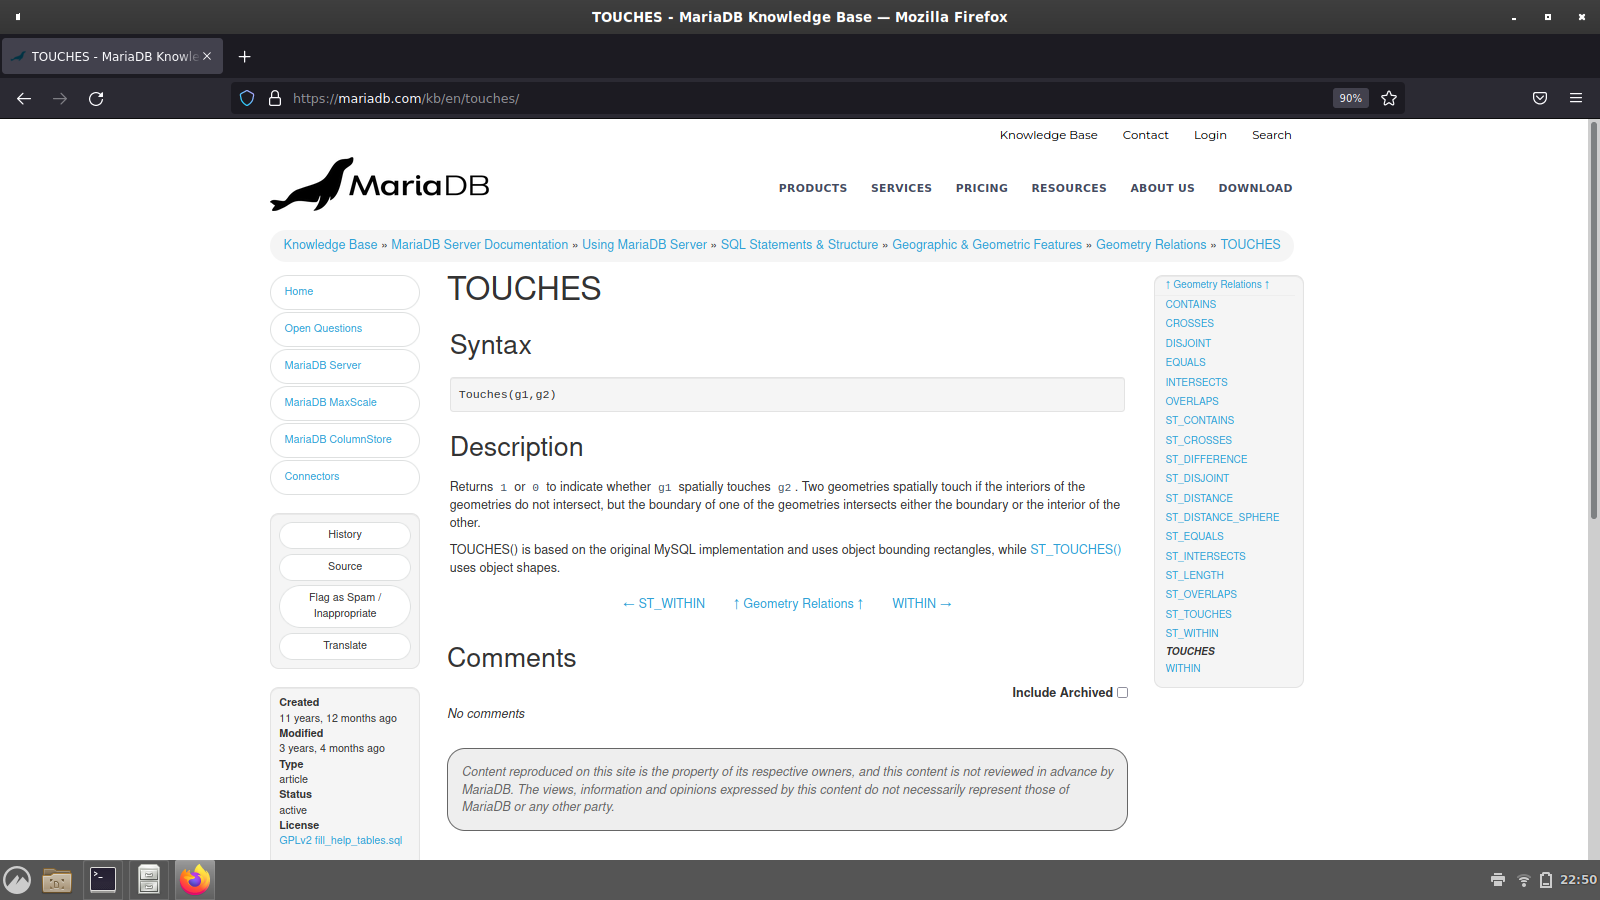 TOUCHES - MariaDB Knowledge Base — Mozilla Firefox
TOUCHES - MariaDB Knowle
https://mariadb.com/kb/en/touches/
90%
Knowledge Base Contact Login Search
MariaDB
PRODUCTS SERVICES PRICING RESOURCES ABOUT US DOWNLOAD
Knowledge Base » MariaDB Server Documentation » Using MariaDB Server » SQL Statements & Structure » Geographic & Geometric Features » Geometry Relations » TOUCHES
Home
Open Questions
MariaDB Server
MariaDB MaxScale
MariaDB ColumnStore
Connectors
History
Source
Flag as Spam /
Inappropriate
Translate
Created
11 years, 12 months ago
Modified
3 years, 4 months ago
Type
article
Status
active
License
GPLv2 fill_help_tables.sql
TOUCHES
Syntax
Touches(g1,g2)
Description
Returns 1 or 0 to indicate whether g1 spatially touches g2. Two geometries spatially touch if the interiors of the
geometries do not intersect, but the boundary of one of the geometries intersects either the boundary or the interior of the
other.
TOUCHES() is based on the original MySQL implementation and uses object bounding rectangles, while ST_TOUCHES()
uses object shapes.
← ST_WITHIN ↑ Geometry Relations ↑ WITHIN →
Comments
Include Archived
No comments
Content reproduced on this site is the property of its respective owners, and this content is not reviewed in advance by
MariaDB. The views, information and opinions expressed by this content do not necessarily represent those of
MariaDB or any other party.
↑ Geometry Relations ↑
CONTAINS
CROSSES
DISJOINT
EQUALS
INTERSECTS
OVERLAPS
ST_CONTAINS
ST_CROSSES
ST_DIFFERENCE
ST_DISJOINT
ST_DISTANCE
ST_DISTANCE_SPHERE
ST_EQUALS
ST_INTERSECTS
ST_LENGTH
ST_OVERLAPS
ST_TOUCHES
ST_WITHIN
TOUCHES
WITHIN
22:50